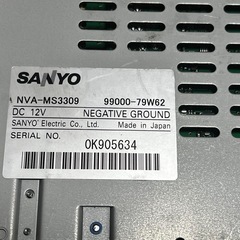 SANYO
NVA-MS3309 99000-79W62
DC 12V NEGATIVE GROUND
SANYO Electric Co., Ltd. Made in Japan
SERIAL NO. 0K905634